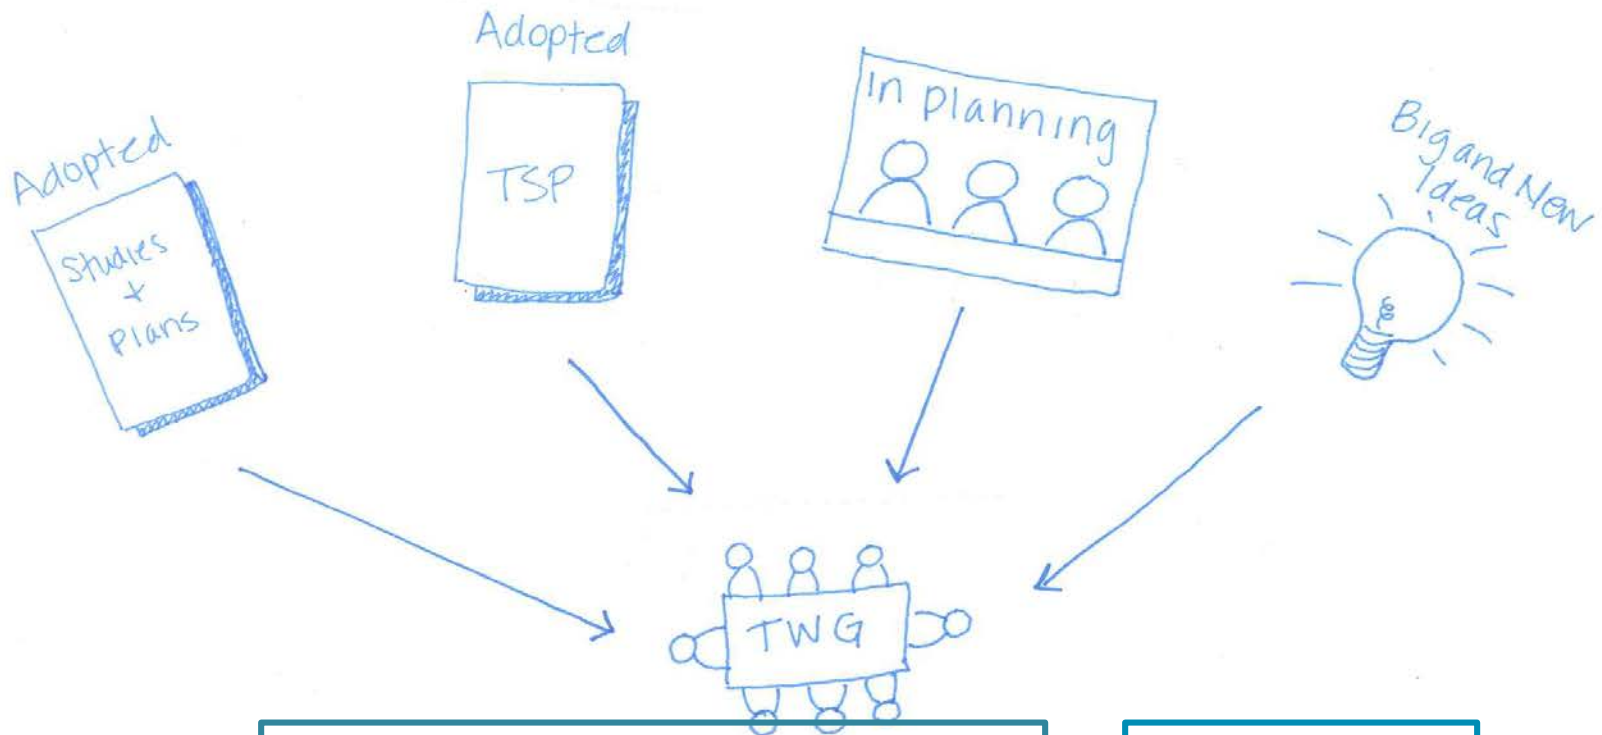 Adopted
Studies
+
Plans
Adopted
TSP
In planning
Big and New
Ideas
TWG